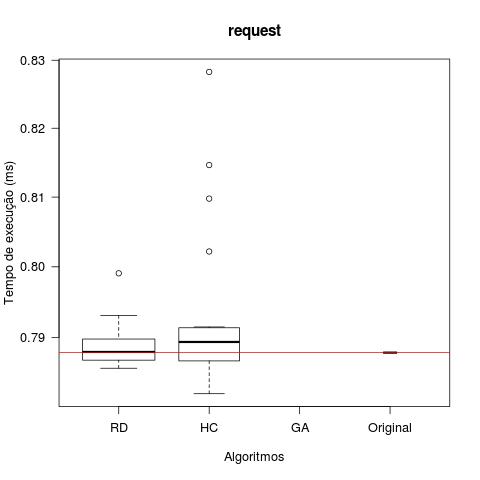 request
Tempo de execução (ms)
0.83
0.82
0.81
0.80
0.79
RD
HC
GA
Original
Algoritmos